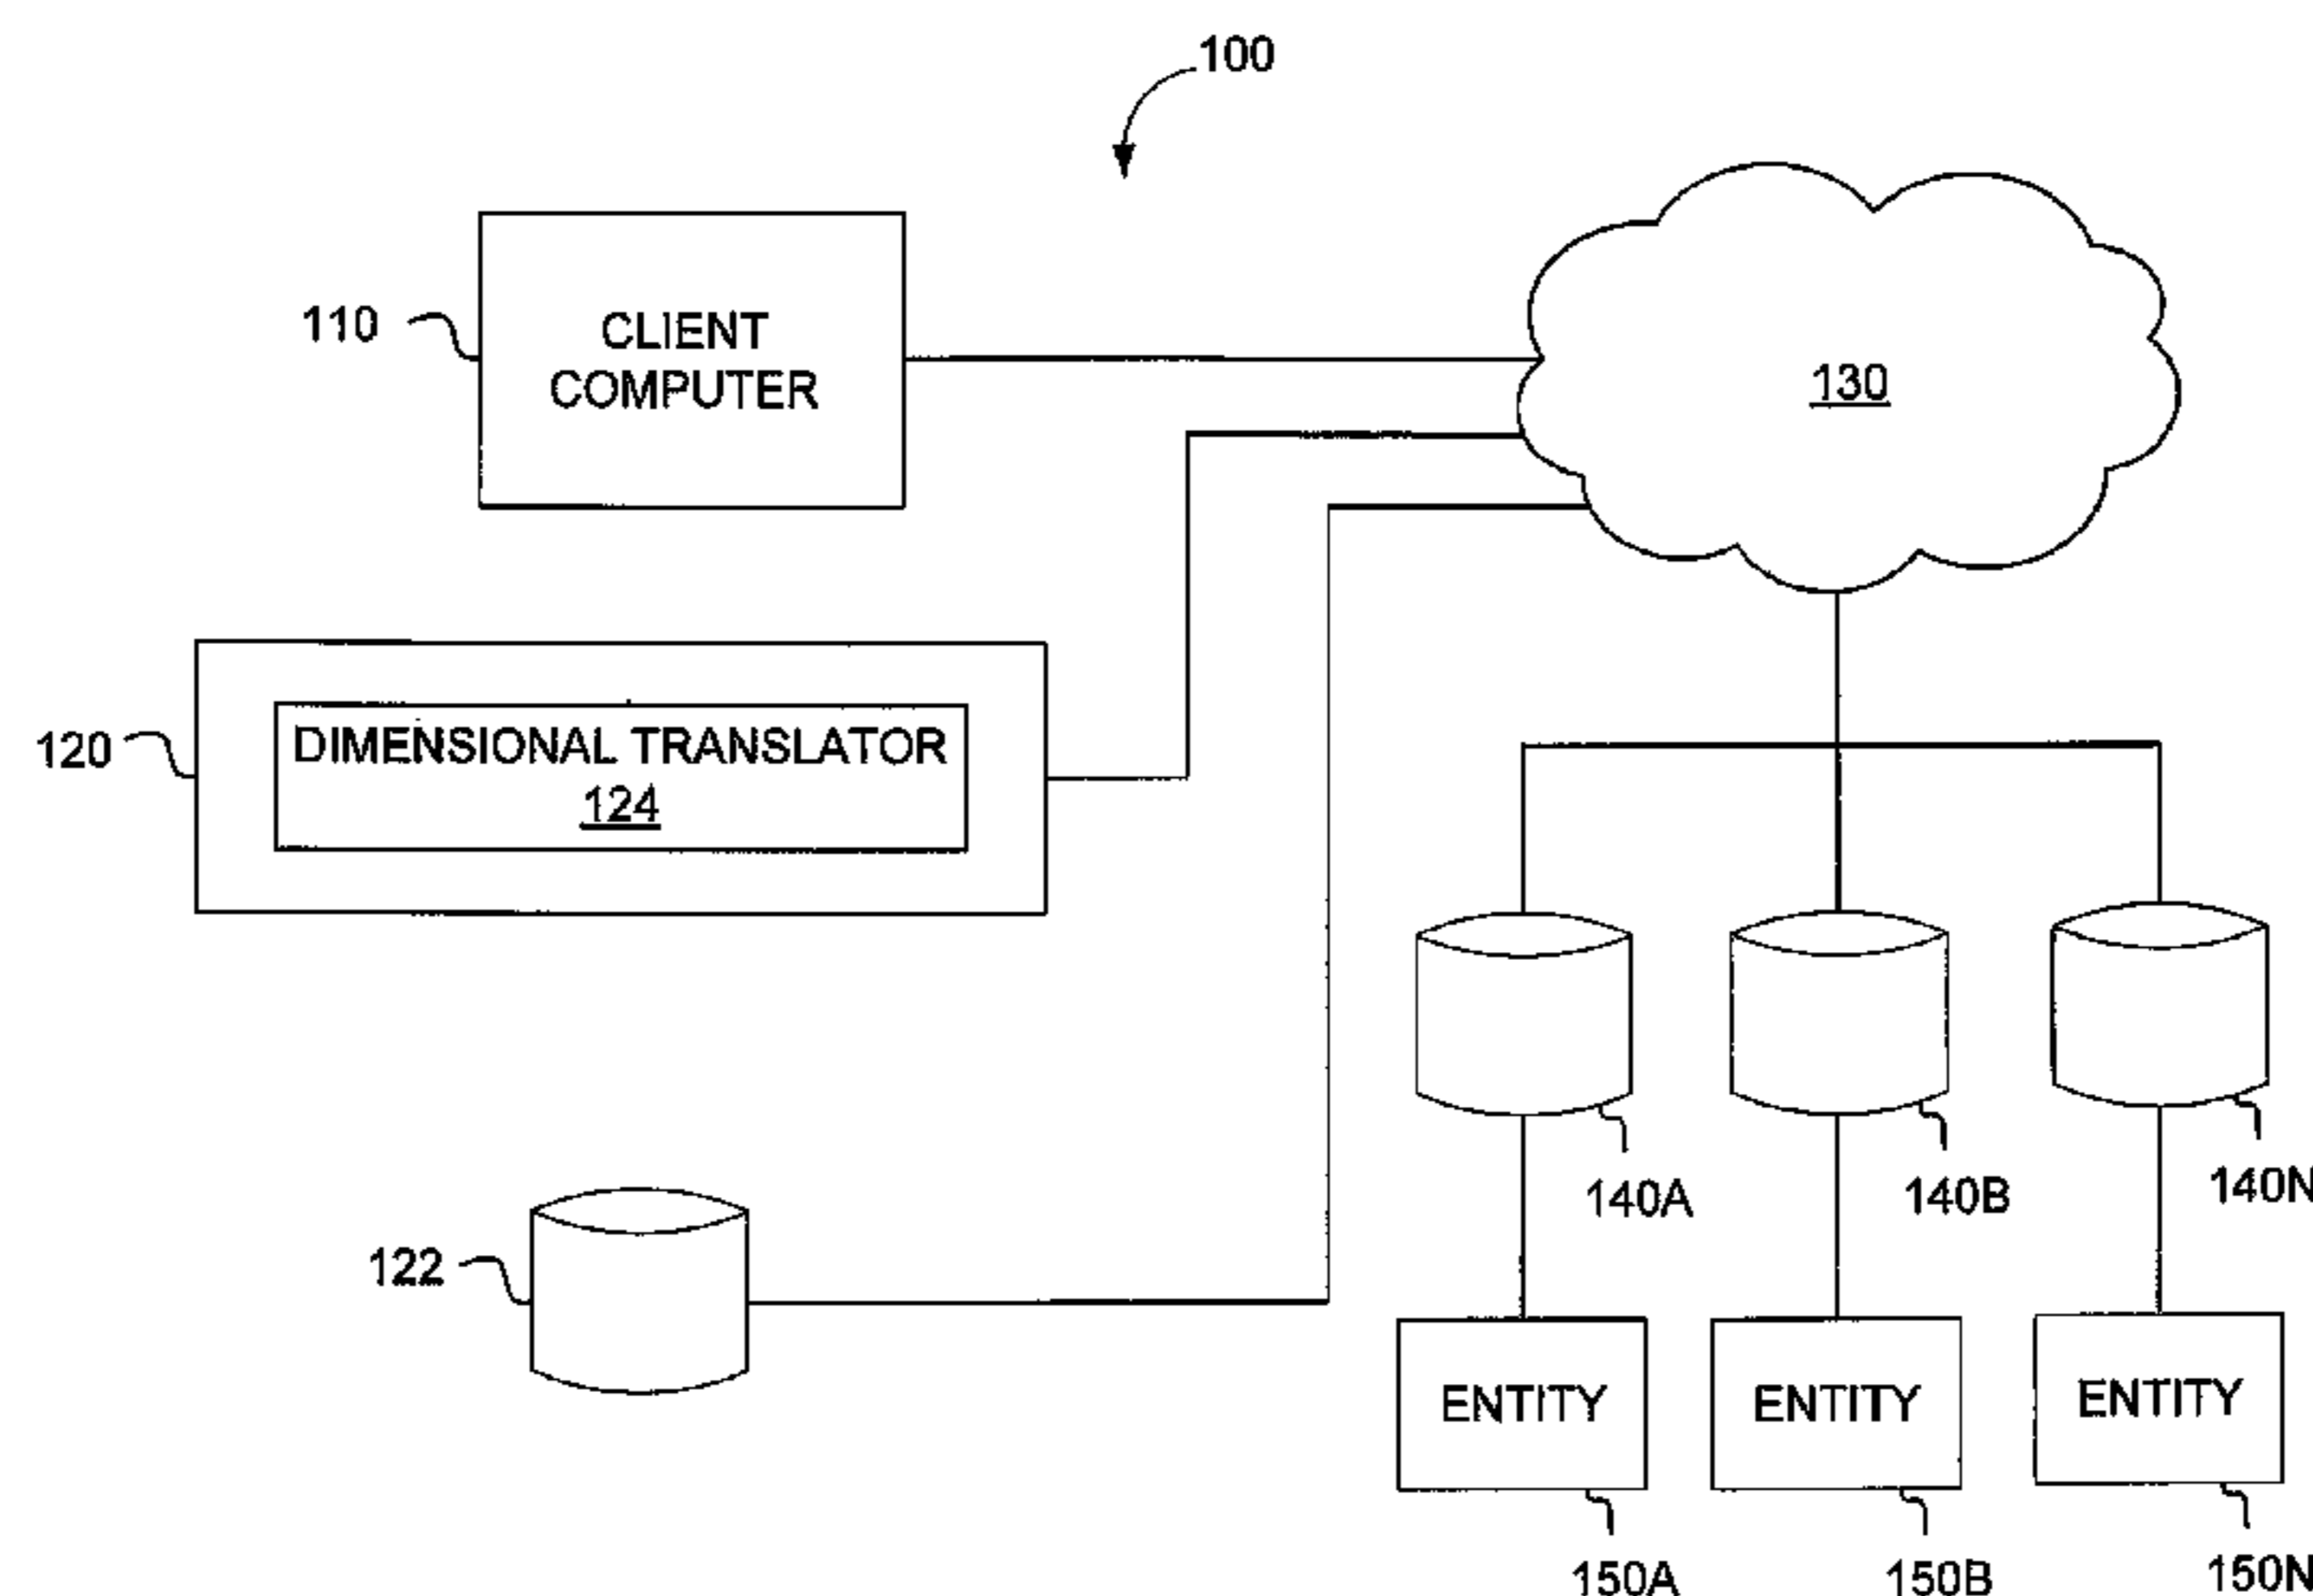 100
110
CLIENT
COMPUTER
130
120
DIMENSIONAL TRANSLATOR
124
140A
140B
140N
122
ENTITY
ENTITY
ENTITY
150A
150B
150N